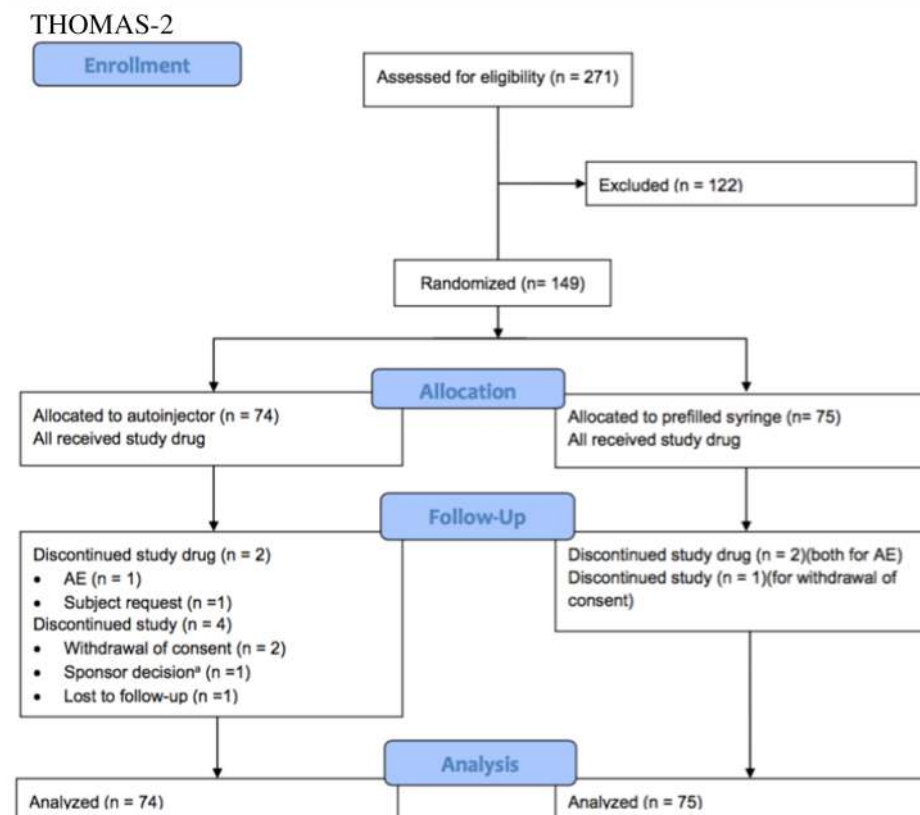 THOMAS-2
Enrollment
Assessed for eligibility (n = 271)
Excluded (n = 122)
Randomized (n= 149)
Allocation
Allocated to autoinjector (n = 74)
All received study drug
Allocated to prefilled syringe (n= 75)
All received study drug
Follow-Up
Discontinued study drug (n = 2)
• AE (n = 1)
• Subject request (n =1)
Discontinued study (n = 4)
• Withdrawal of consent (n = 2)
• Sponsor decisionᵃ (n =1)
• Lost to follow-up (n =1)
Discontinued study drug (n = 2)(both for AE)
Discontinued study (n = 1)(for withdrawal of
consent)
Analysis
Analyzed (n = 74)
Analyzed (n = 75)